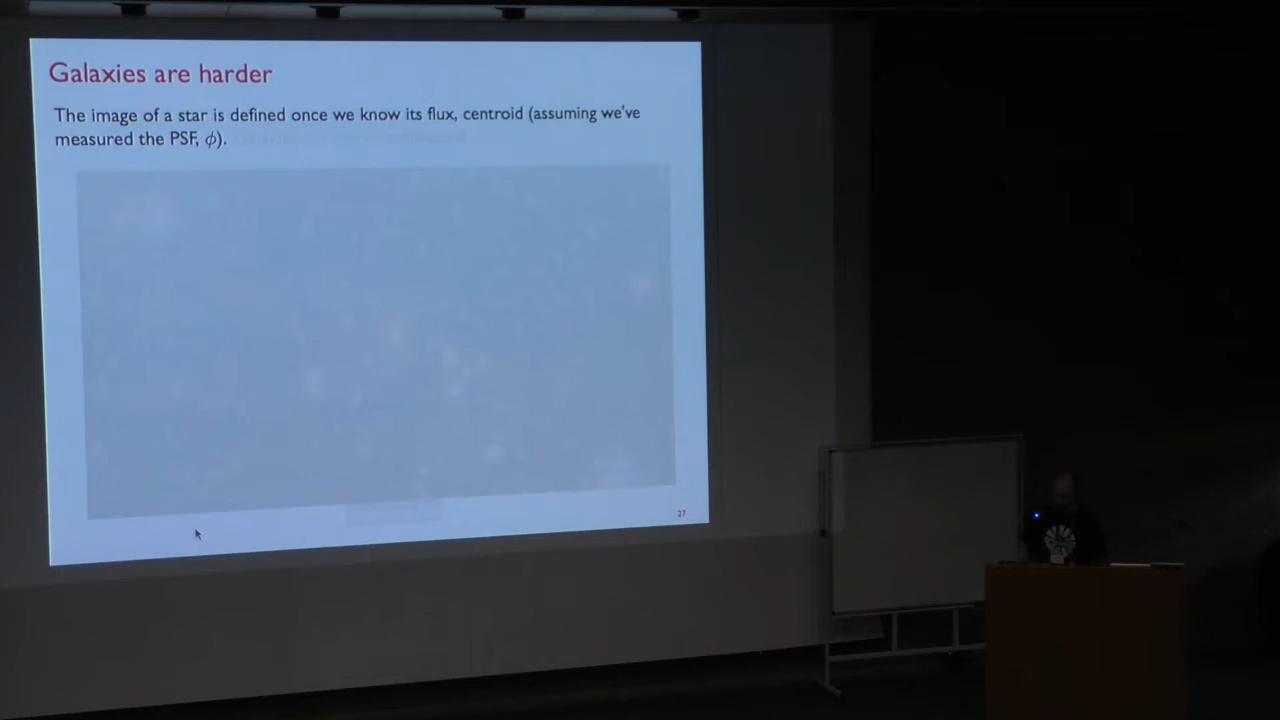 Galaxies are harder
The image of a star is defined once we know its flux, centroid (assuming we've
measured the PSF, ϕ).
27